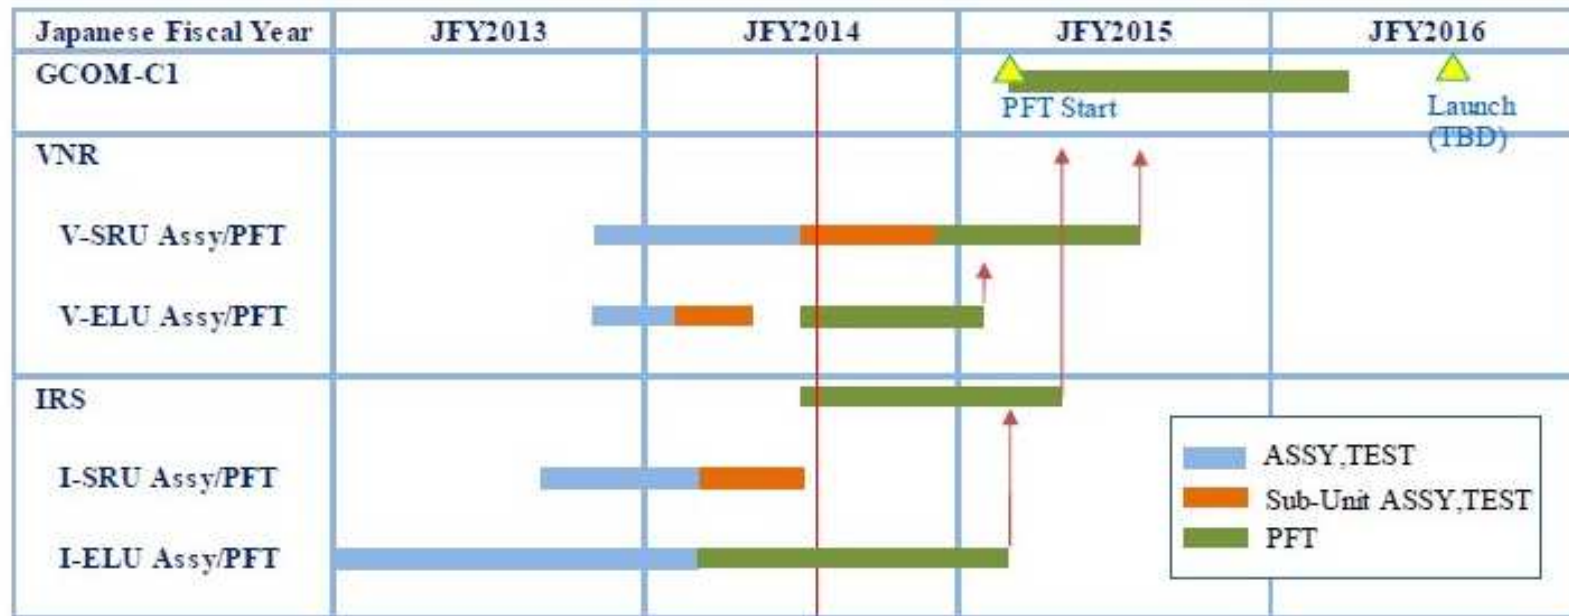 Japanese Fiscal Year JFY2013 JFY2014 JFY2015 JFY2016
GCOM-C1
PFT Start
Launch
(TBD)
VNR
V-SRU Assy/PFT
V-ELU Assy/PFT
IRS
I-SRU Assy/PFT
I-ELU Assy/PFT
ASSY,TEST
Sub-Unit ASSY,TEST
PFT